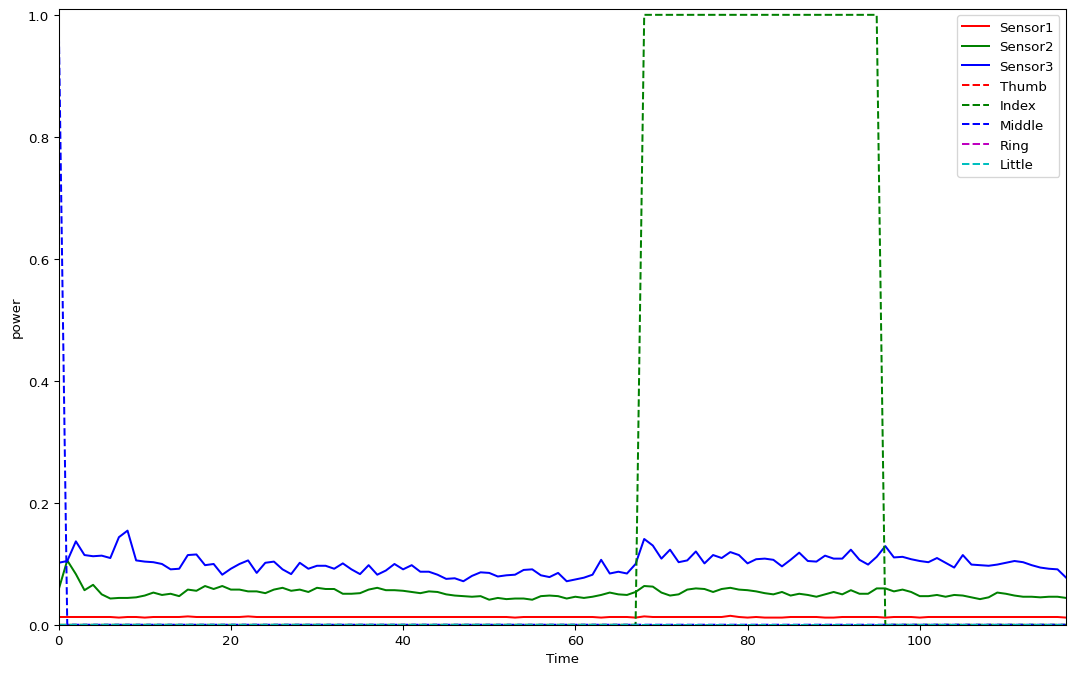 1.0
0.8
0.6
0.4
0.2
0.0
power
0
20
40
60
80
100
Time
Sensor1
Sensor2
Sensor3
Thumb
Index
Middle
Ring
Little